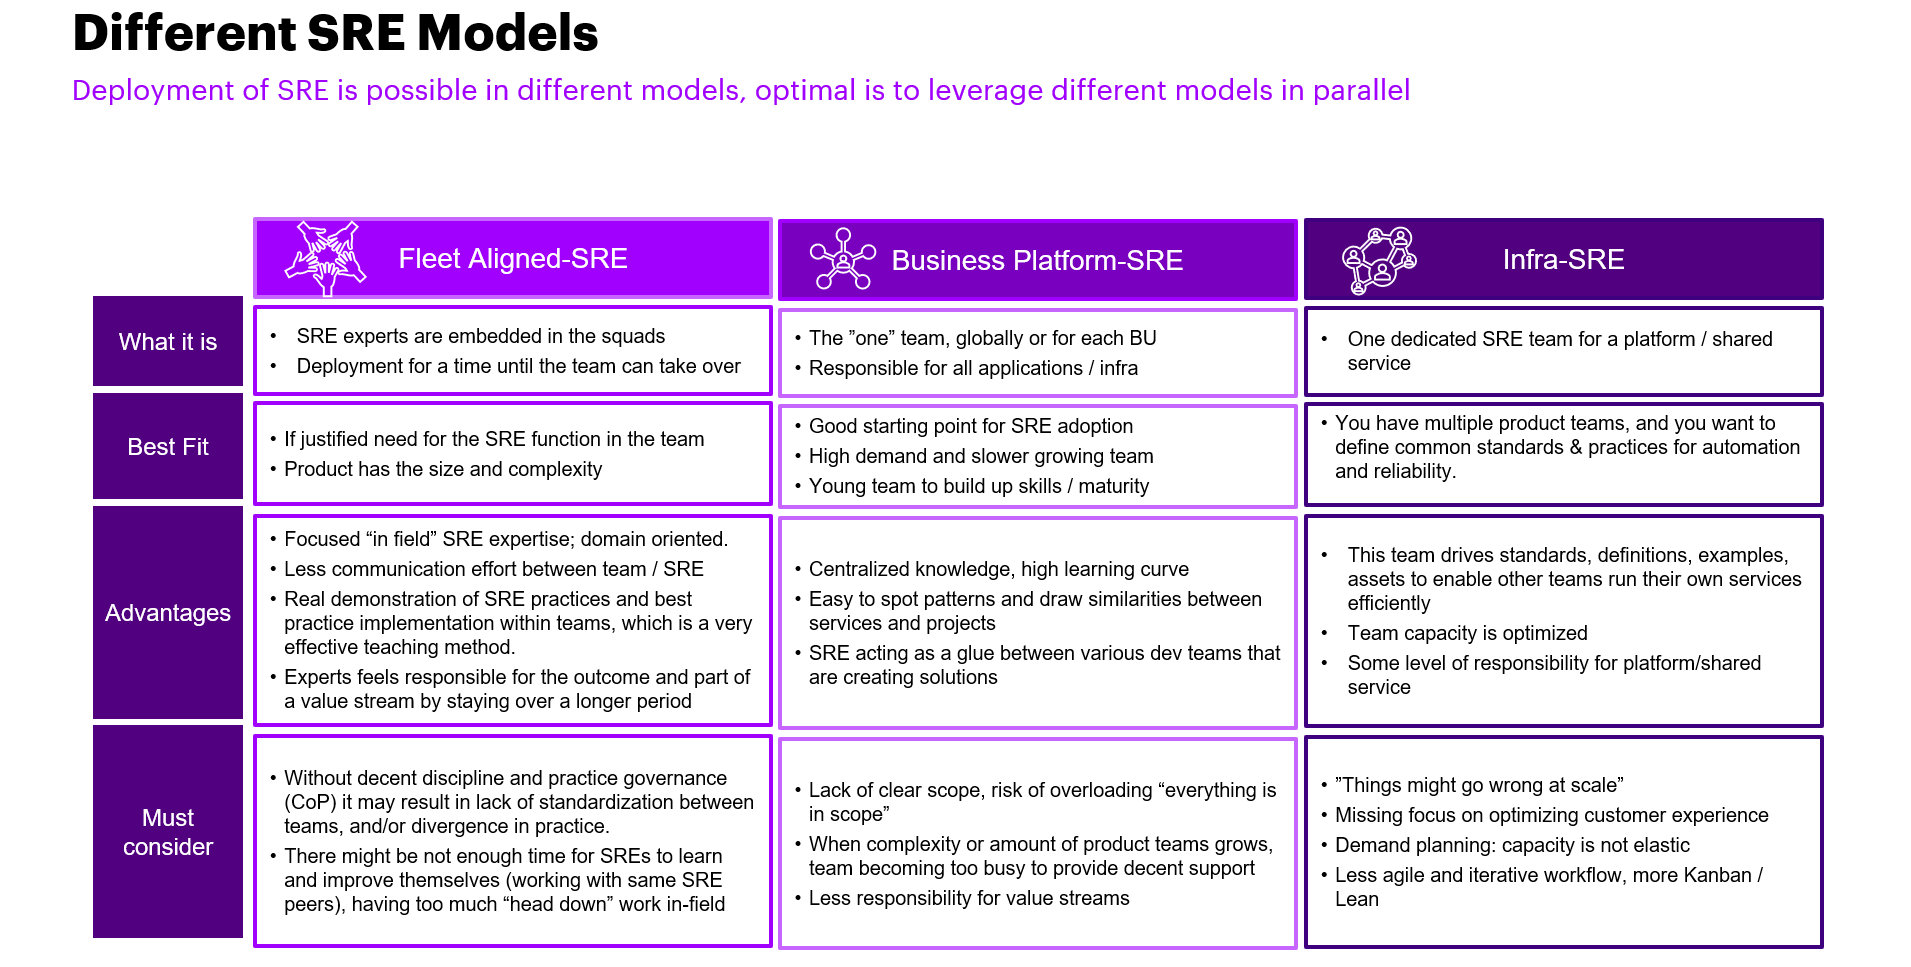 Different SRE Models
Deployment of SRE is possible in different models, optimal is to leverage different models in parallel
Fleet Aligned-SRE
Business Platform-SRE
Infra-SRE
What it is
• SRE experts are embedded in the squads
• Deployment for a time until the team can take over
• The ”one” team, globally or for each BU
• Responsible for all applications / infra
• One dedicated SRE team for a platform / shared
service
Best Fit
• If justified need for the SRE function in the team
• Product has the size and complexity
• Good starting point for SRE adoption
• High demand and slower growing team
• Young team to build up skills / maturity
• You have multiple product teams, and you want to
define common standards & practices for automation
and reliability.
Advantages
• Focused “in field” SRE expertise; domain oriented.
• Less communication effort between team / SRE
• Real demonstration of SRE practices and best
practice implementation within teams, which is a very
effective teaching method.
• Experts feels responsible for the outcome and part of
a value stream by staying over a longer period
• Centralized knowledge, high learning curve
• Easy to spot patterns and draw similarities between
services and projects
• SRE acting as a glue between various dev teams that
are creating solutions
• This team drives standards, definitions, examples,
assets to enable other teams run their own services
efficiently
• Team capacity is optimized
• Some level of responsibility for platform/shared
service
Must
consider
• Without decent discipline and practice governance
(CoP) it may result in lack of standardization between
teams, and/or divergence in practice.
• There might be not enough time for SREs to learn
and improve themselves (working with same SRE
peers), having too much “head down” work in-field
• Lack of clear scope, risk of overloading “everything is
in scope”
• When complexity or amount of product teams grows,
team becoming too busy to provide decent support
• Less responsibility for value streams
• ”Things might go wrong at scale”
• Missing focus on optimizing customer experience
• Demand planning: capacity is not elastic
• Less agile and iterative workflow, more Kanban /
Lean